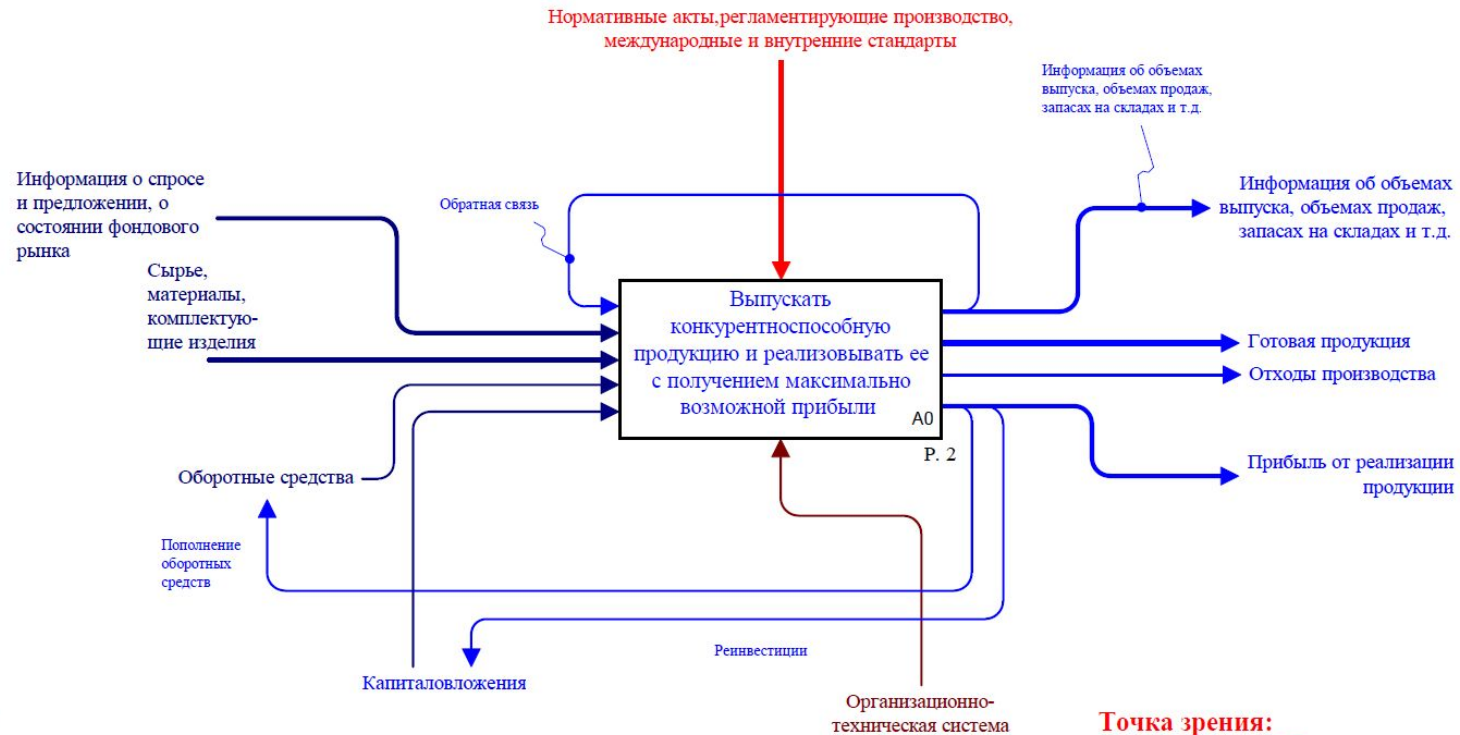 Нормативные акты,регламентирующие производство,
международные и внутренние стандарты
Информация об объемах
выпуска, объемах продаж,
запасах на складах и т.д.
Информация о спросе
и предложении, о
состоянии фондового
рынка
Обратная связь
Информация об объемах
выпуска, объемах продаж,
запасах на складах и т.д.
Сырье,
материалы,
комплектую-
щие изделия
Выпускать
конкурентноспособную
продукцию и реализовывать ее
с получением максимально
возможной прибыли
A0
P. 2
Готовая продукция
Отходы производства
Прибыль от реализации
продукции
Оборотные средства
Пополнение
оборотных
средств
Реинвестиции
Капиталовложения
Организационно-
техническая система
Точка зрения: